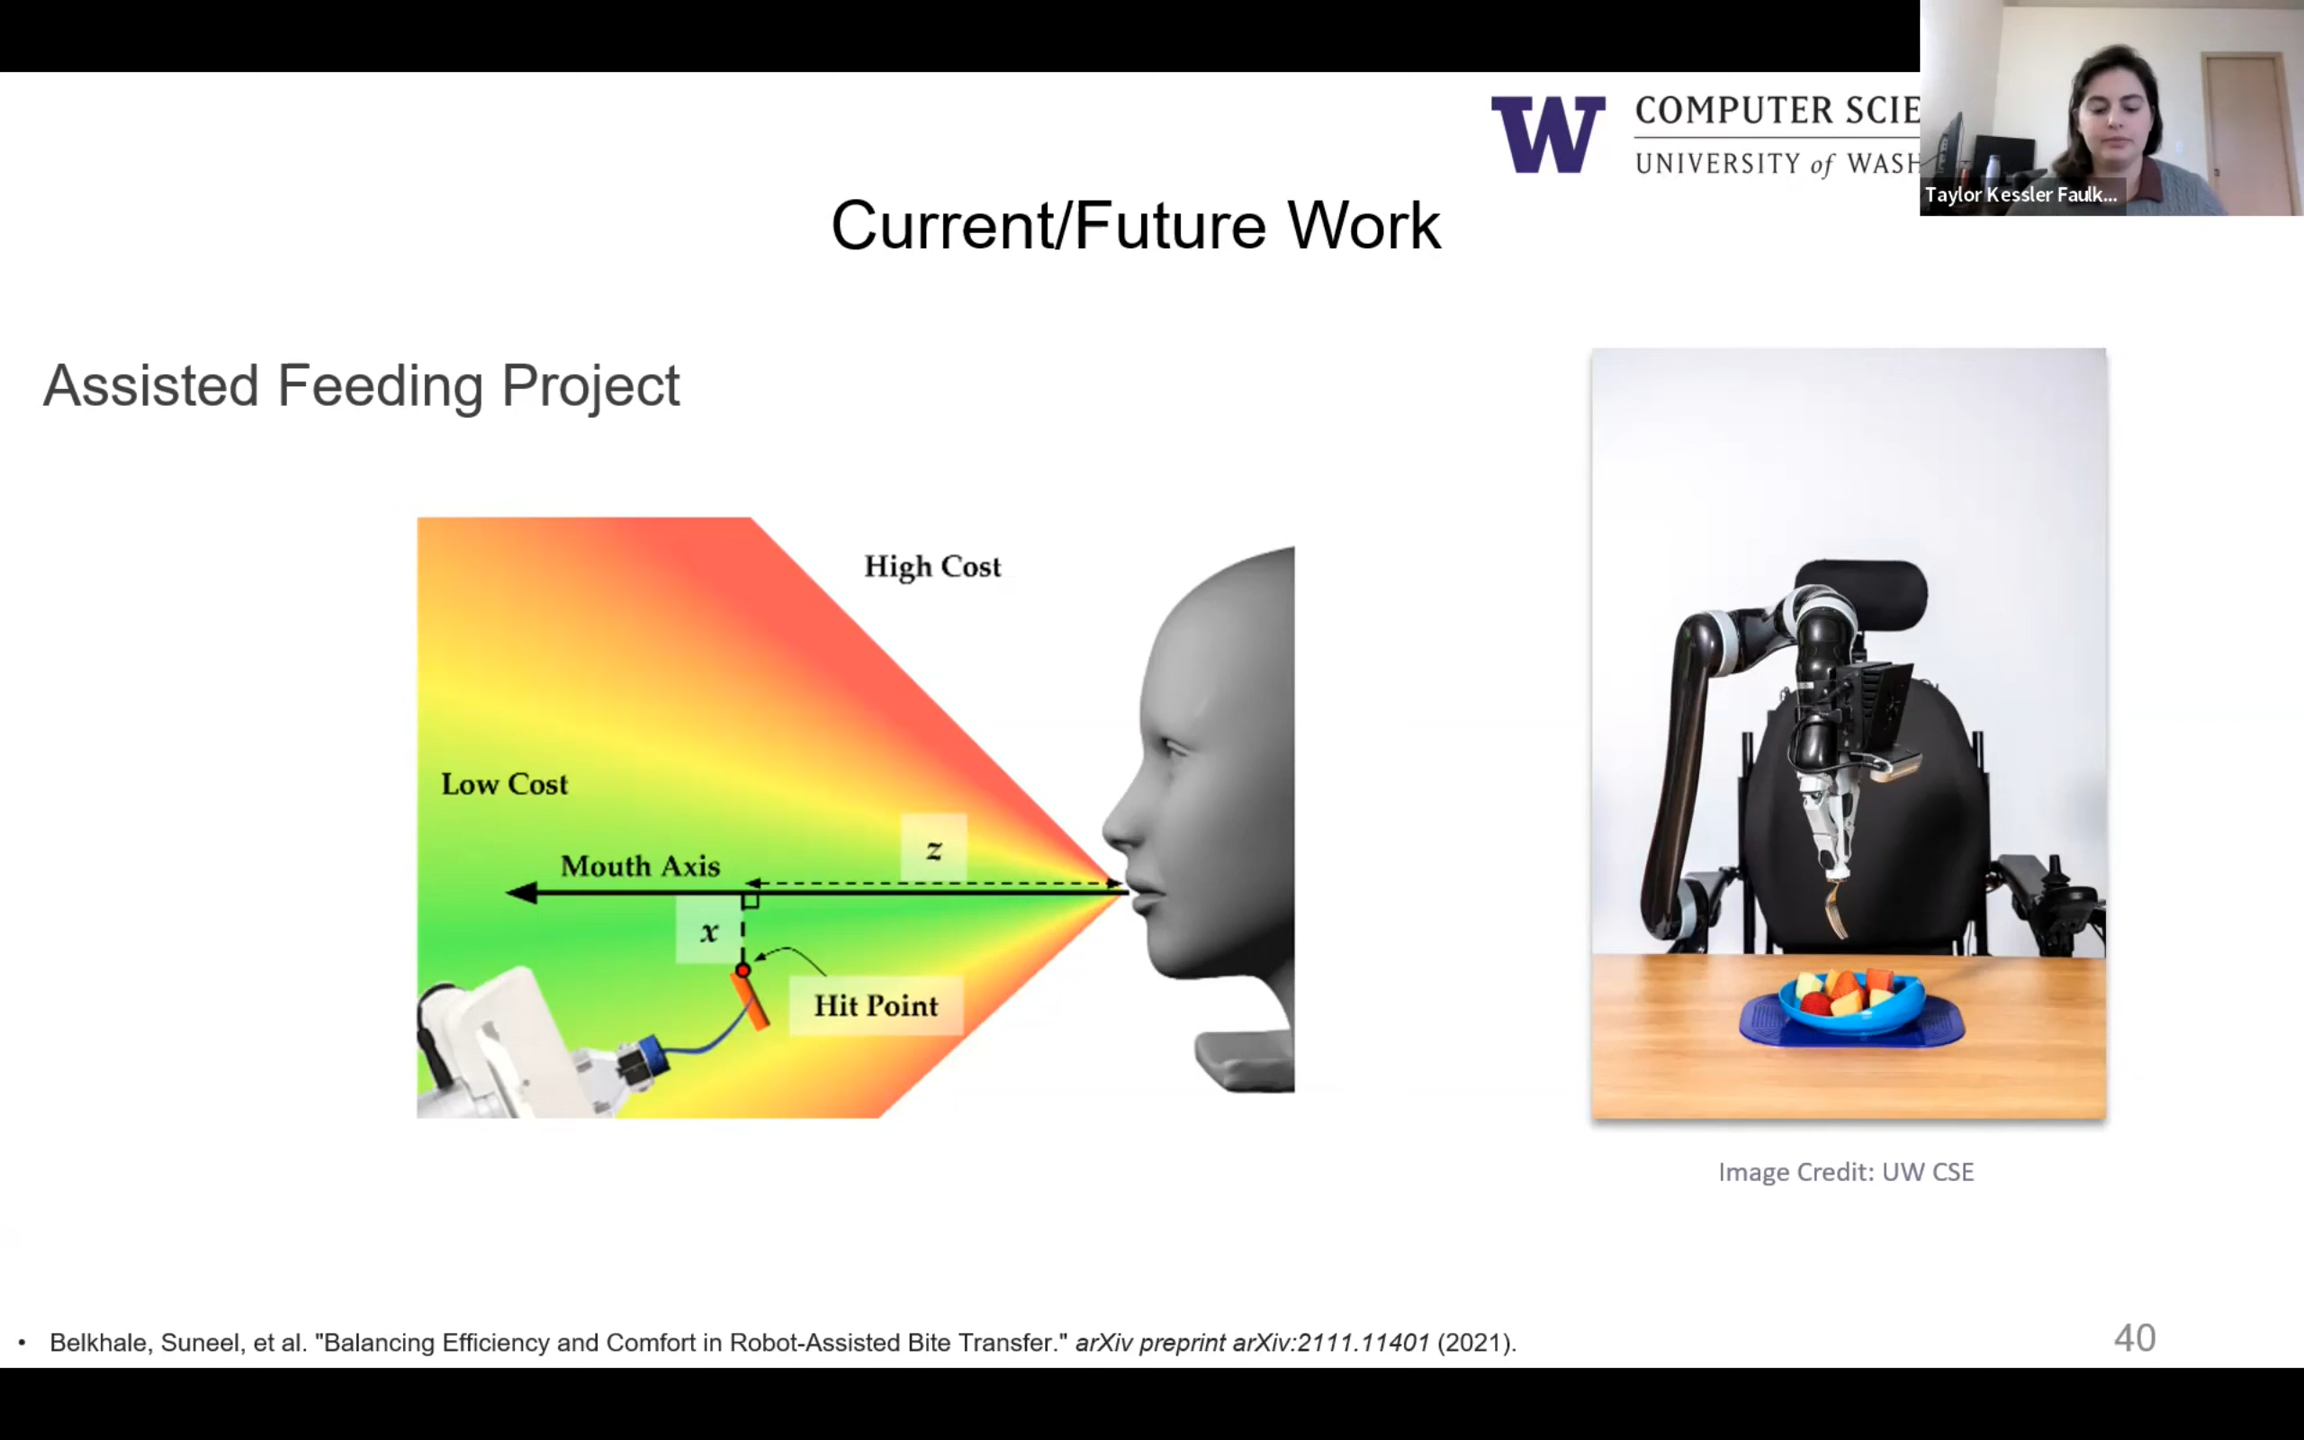 W COMPUTER SCIE
UNIVERSITY of WASH
Taylor Kessler Faulk...
Current/Future Work
Assisted Feeding Project
High Cost
Low Cost
z
Mouth Axis
x
Hit Point
Image Credit: UW CSE
• Belkhale, Suneel, et al. "Balancing Efficiency and Comfort in Robot-Assisted Bite Transfer." arXiv preprint arXiv:2111.11401 (2021).
40